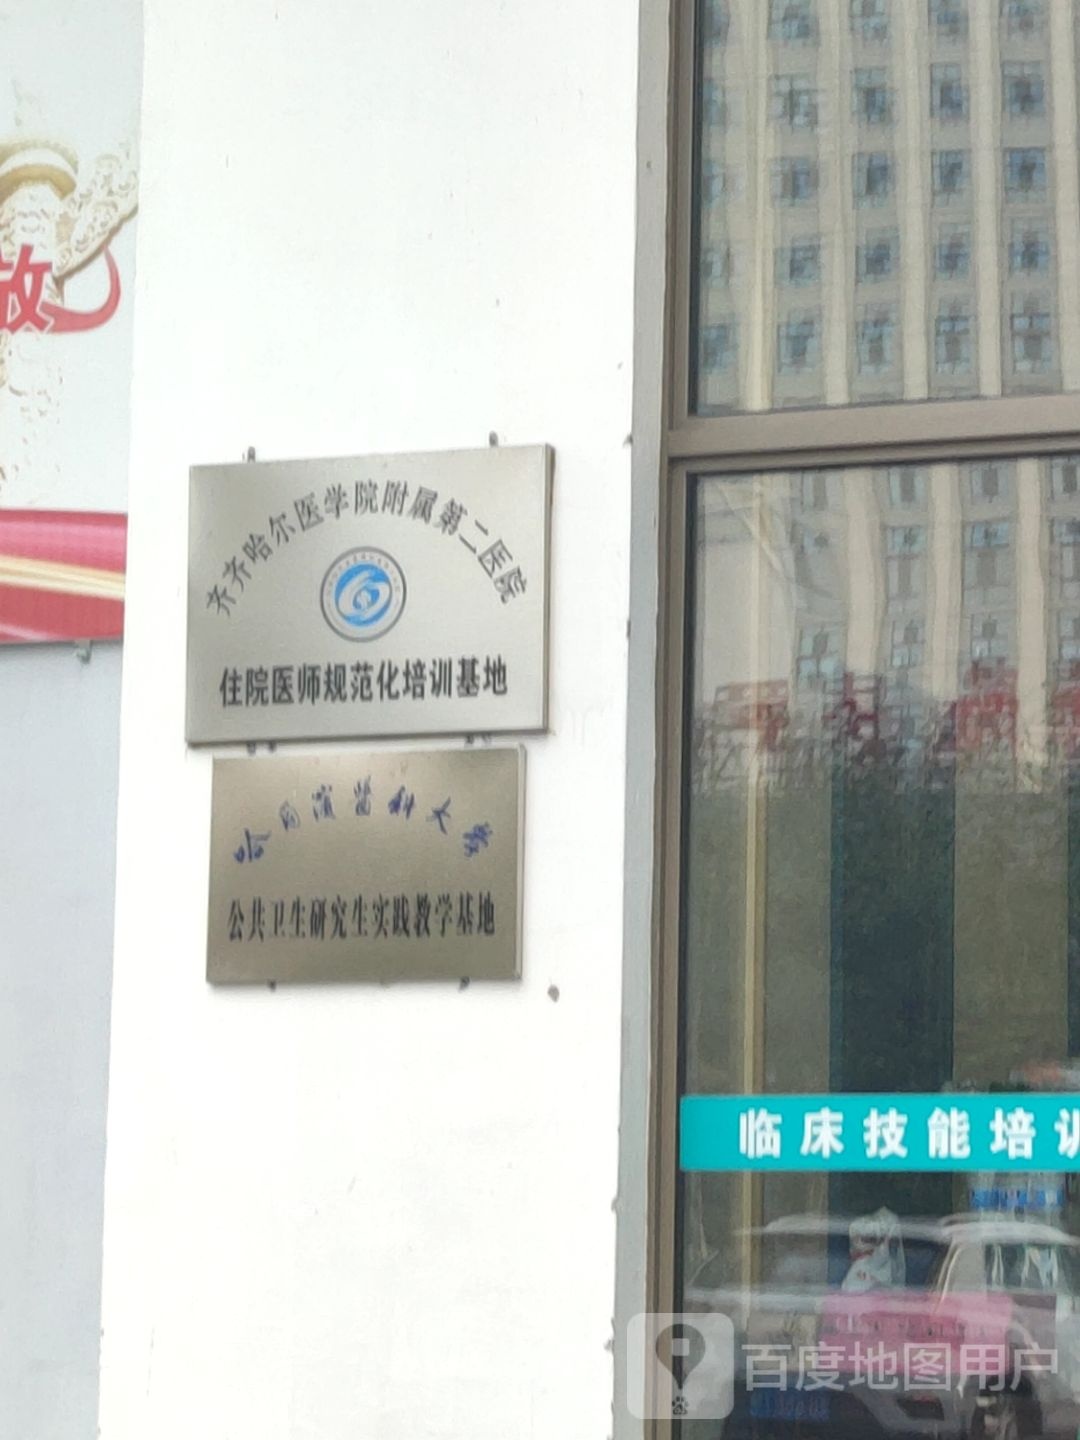 放
齐齐哈尔医学院附属第二医院
住院医师规范化培训基地
哈尔滨医科大学
公共卫生研究生实践教学基地
临床技能培训
百度地图用户